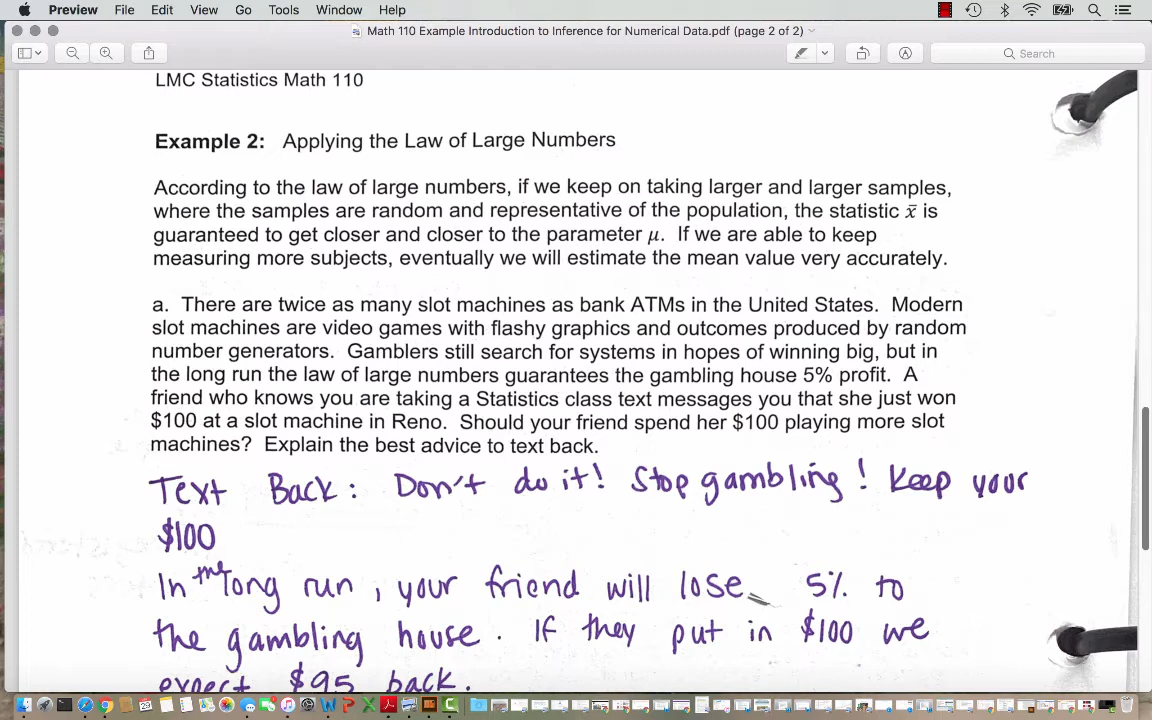 Preview File Edit View Go Tools Window Help
Math 110 Example Introduction to Inference for Numerical Data.pdf (page 2 of 2)
Search
LMC Statistics Math 110
Example 2: Applying the Law of Large Numbers
According to the law of large numbers, if we keep on taking larger and larger samples,
where the samples are random and representative of the population, the statistic x̄ is
guaranteed to get closer and closer to the parameter μ. If we are able to keep
measuring more subjects, eventually we will estimate the mean value very accurately.
a. There are twice as many slot machines as bank ATMs in the United States. Modern
slot machines are video games with flashy graphics and outcomes produced by random
number generators. Gamblers still search for systems in hopes of winning big, but in
the long run the law of large numbers guarantees the gambling house 5% profit. A
friend who knows you are taking a Statistics class text messages you that she just won
$100 at a slot machine in Reno. Should your friend spend her $100 playing more slot
machines? Explain the best advice to text back.
Text Back: Don't do it! Stop gambling! Keep your
$100
In the long run, your friend will lose 5% to
the gambling house. If they put in $100 we
expect $95 back.